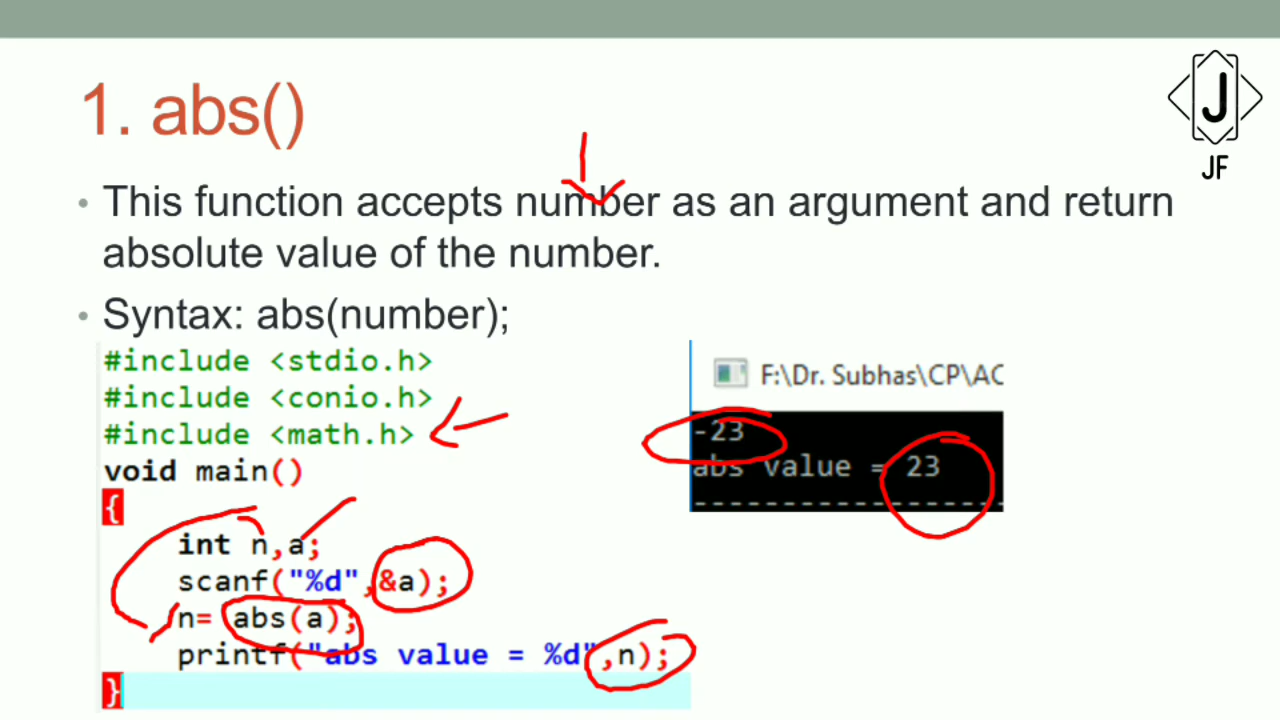 1. abs()
J
JF
• This function accepts number as an argument and return
absolute value of the number.
• Syntax: abs(number);
#include <stdio.h>
#include <conio.h>
#include <math.h>
void main()
{
int n,a;
scanf("%d",&a);
n= abs(a);
printf("abs value = %d",n);
}
F:\Dr. Subhas\CP\AC
-23
abs value = 23
--------------------